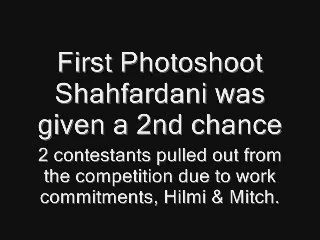 First Photoshoot
Shahfardani was
given a 2nd chance
2 contestants pulled out from
the competition due to work
commitments, Hilmi & Mitch.